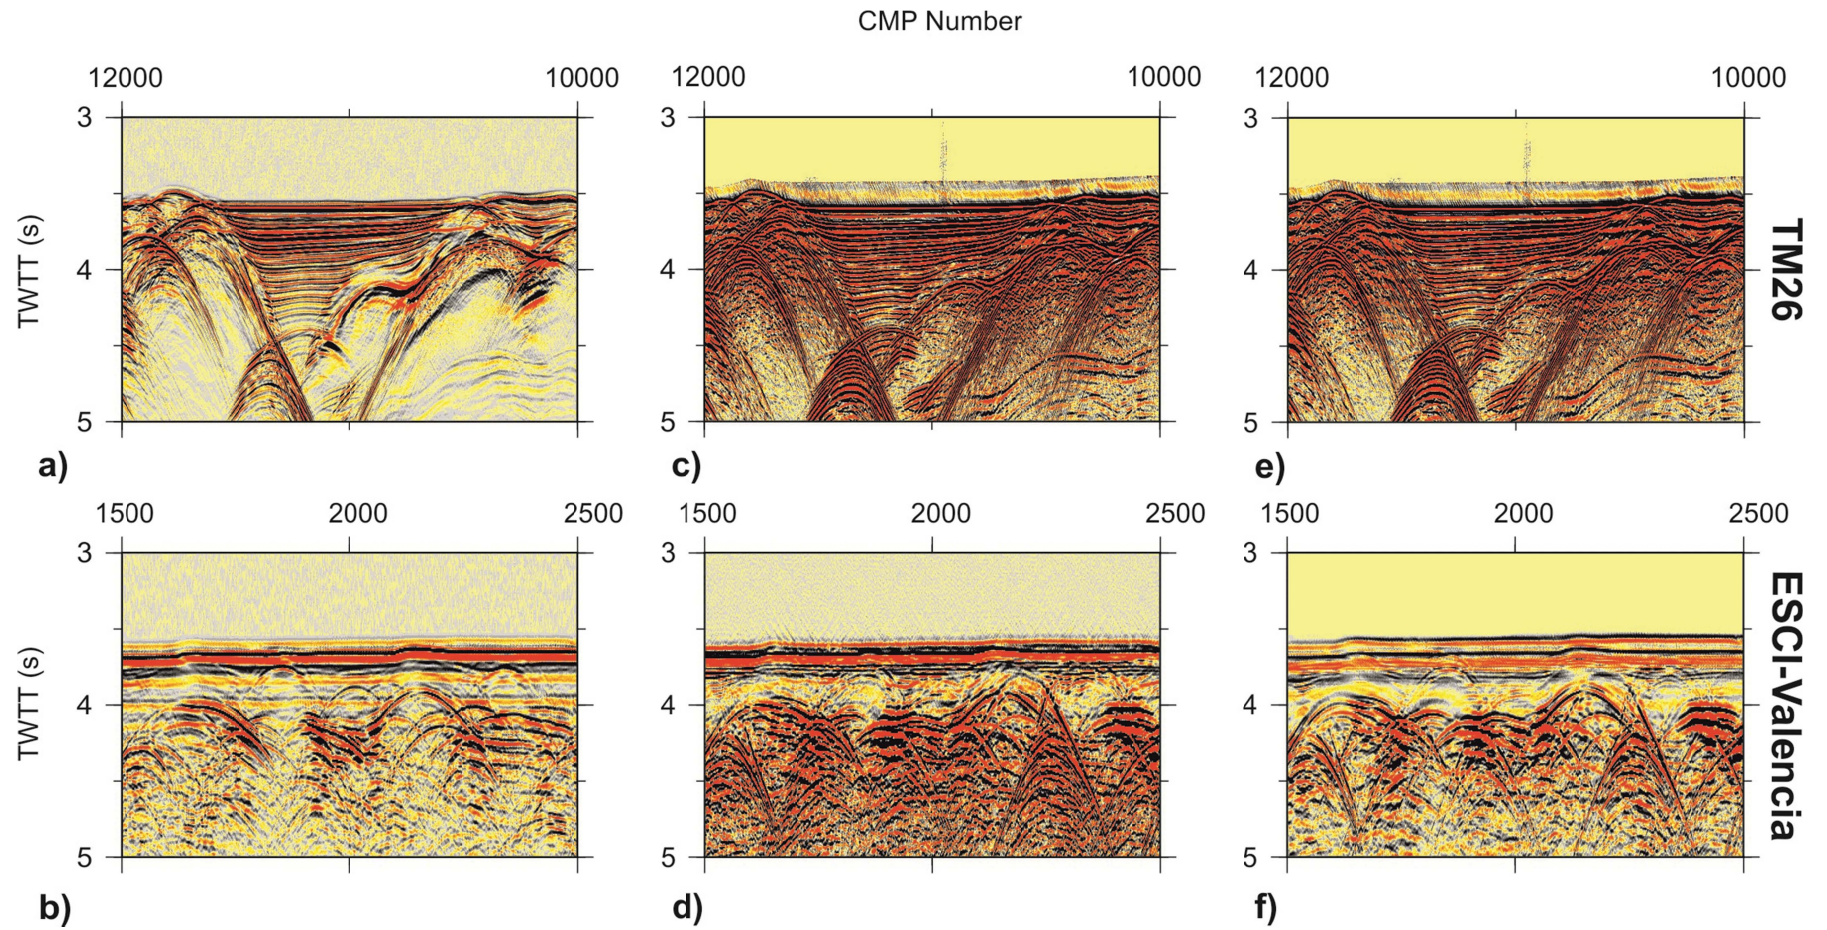 CMP Number
12000 10000 12000 10000 12000 10000
3 3 3
TWTT (s)
4 4 4
TM26
5 5 5
a) c) e)
1500 2000 2500 1500 2000 2500 1500 2000 2500
3 3 3
TWTT (s)
4 4 4
ESCI-Valencia
5 5 5
b) d) f)